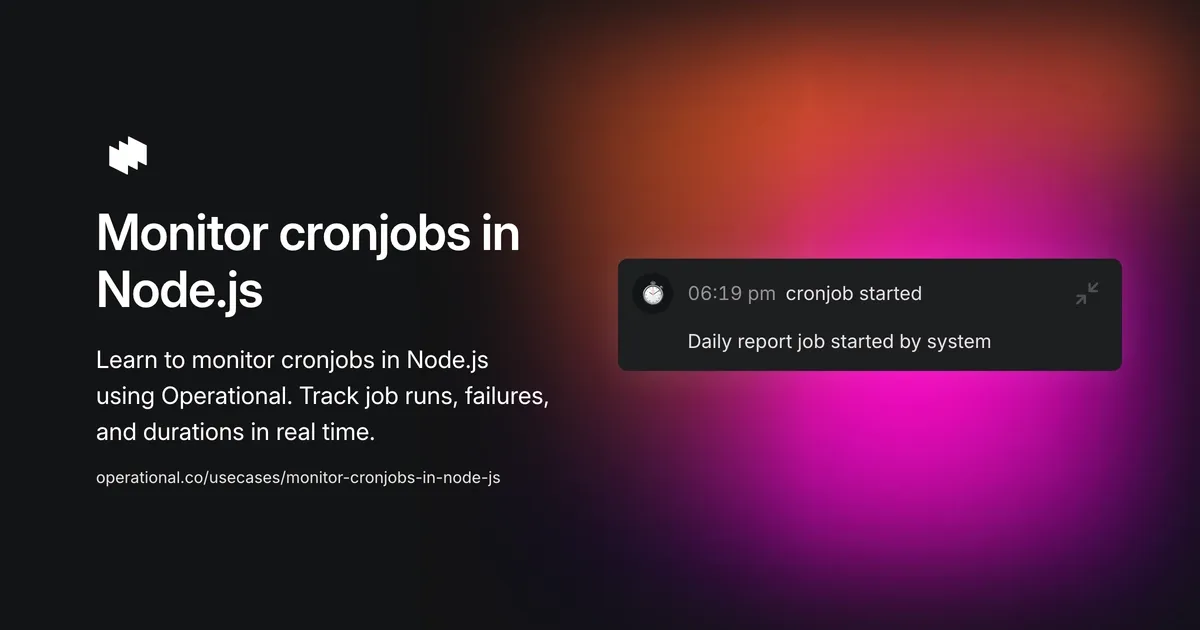 Monitor cronjobs in
Node.js
Learn to monitor cronjobs in Node.js
using Operational. Track job runs, failures,
and durations in real time.
operational.co/usecases/monitor-cronjobs-in-node-js
06:19 pm cronjob started
Daily report job started by system